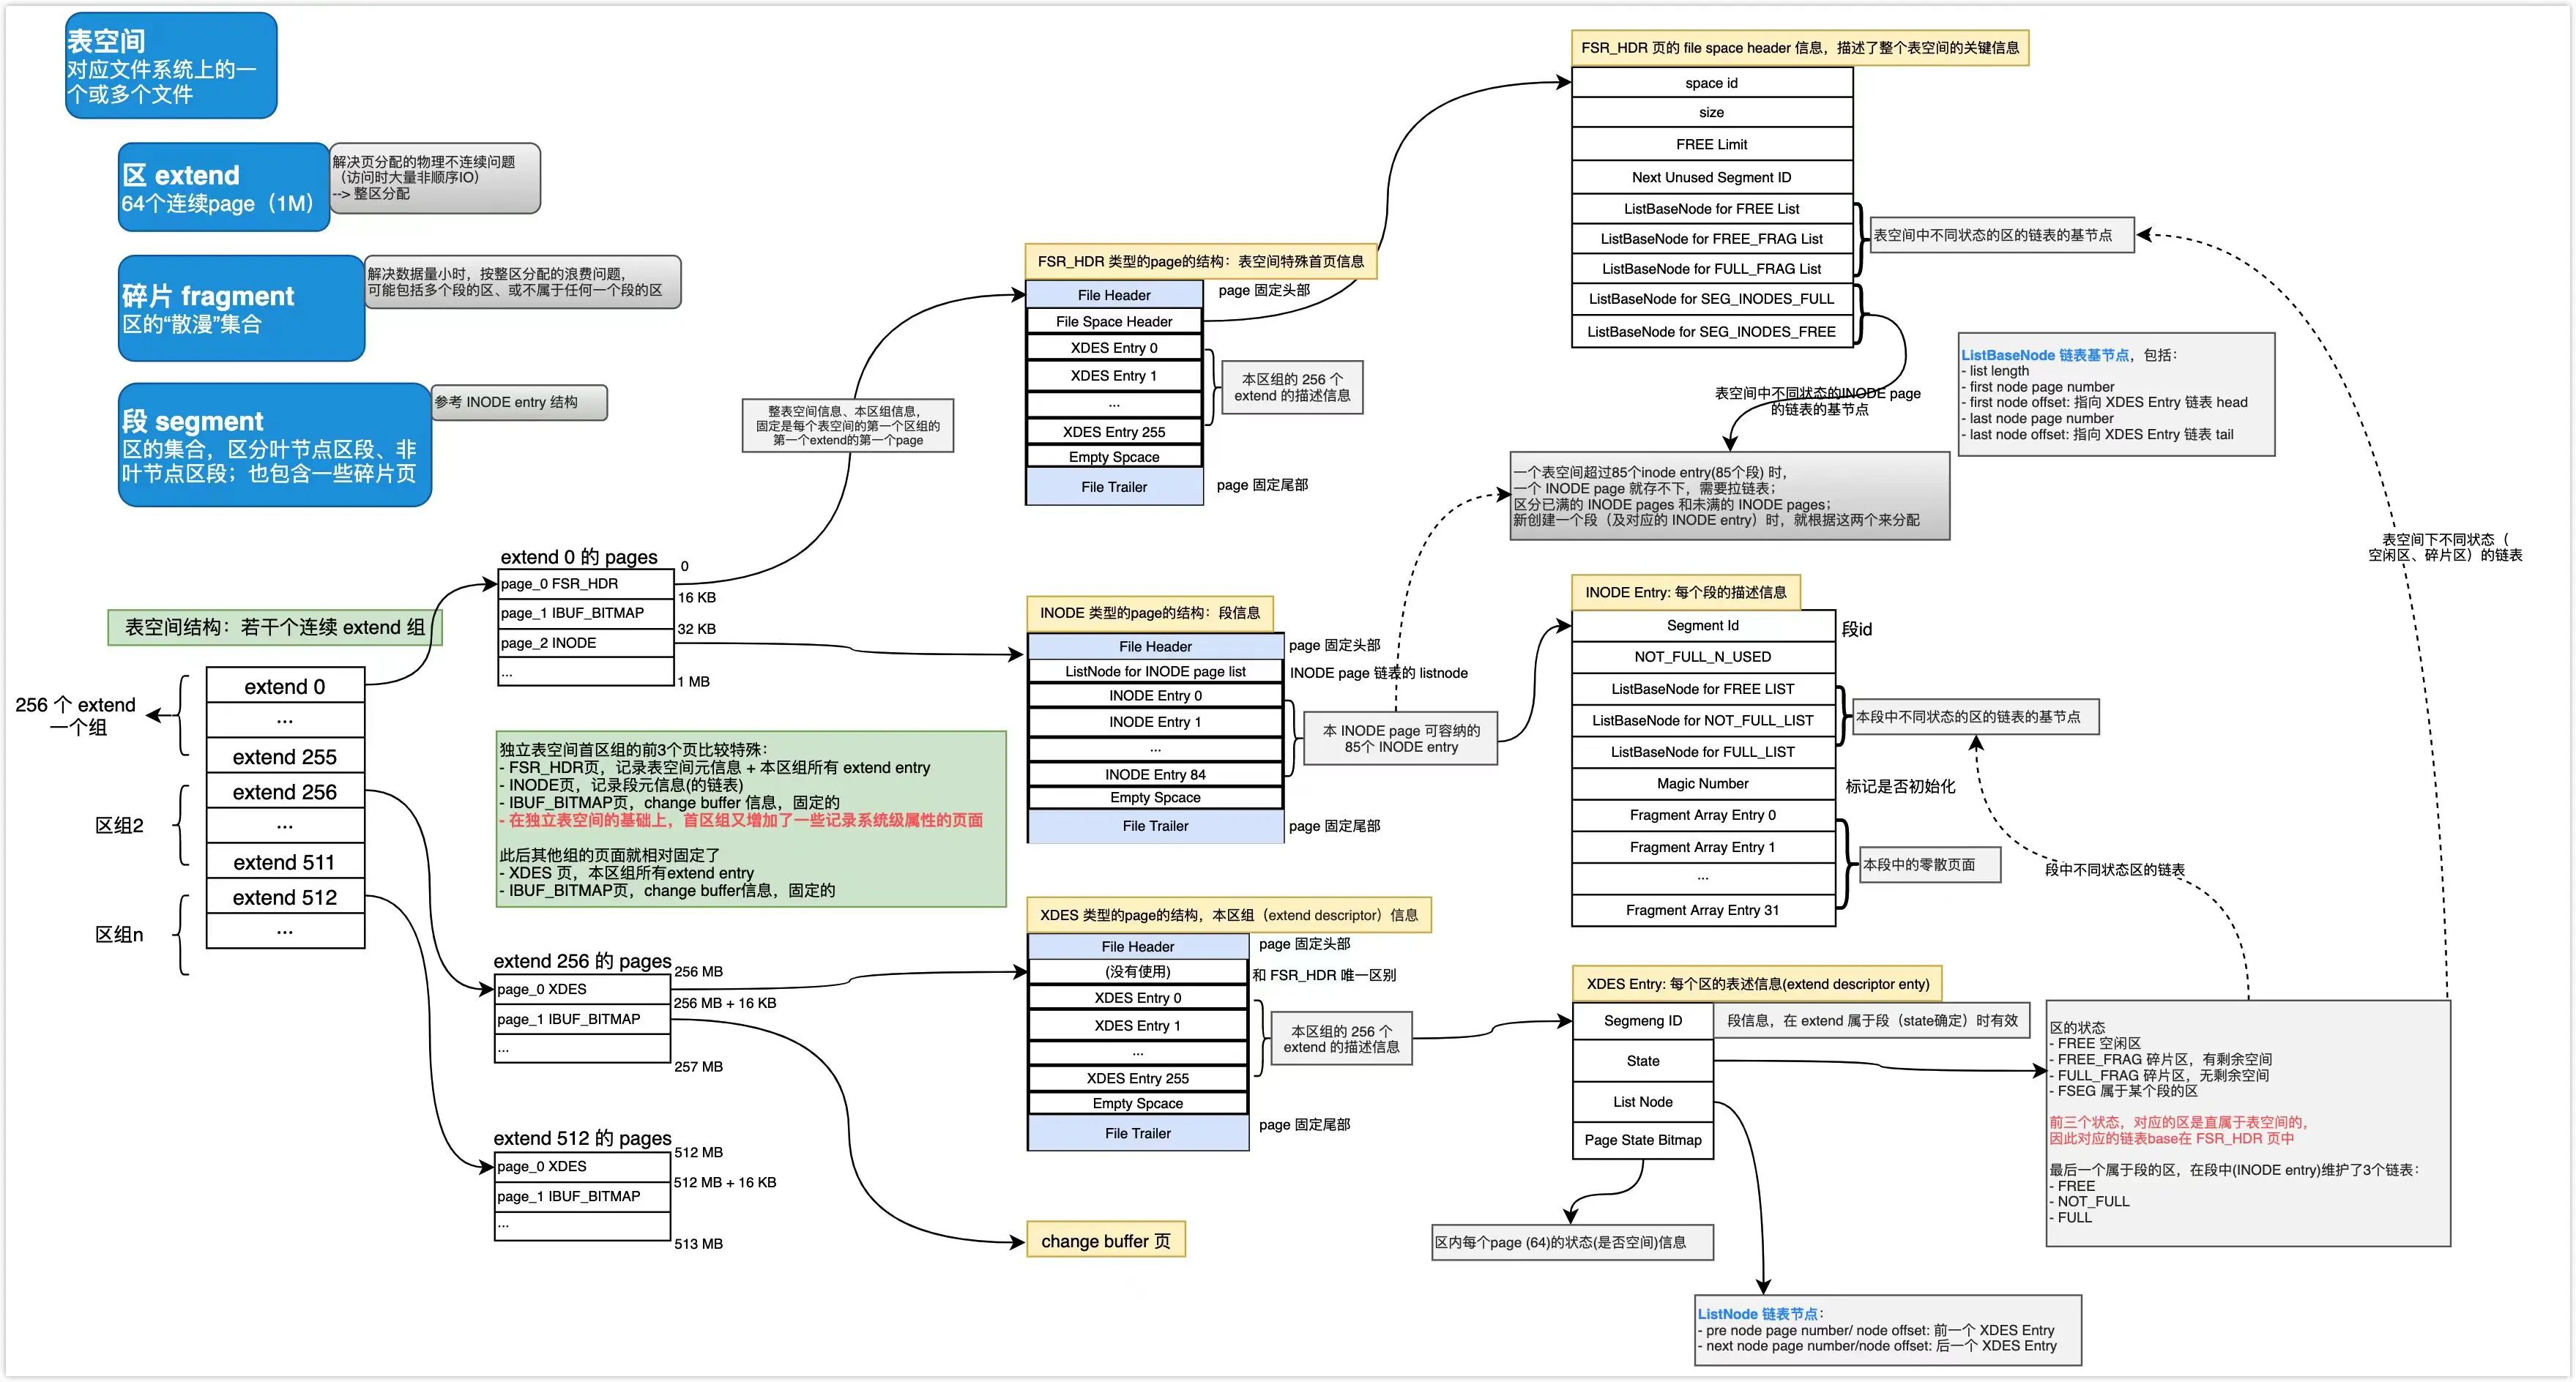 表空间
对应文件系统上的一
个或多个文件
区 extend
64个连续page（1M）
解决页分配的物理不连续问题
（访问时大量非顺序IO）
--> 整区分配
碎片 fragment
区的“散漫”集合
解决数据量小时，按整区分配的浪费问题，
可能包括多个段的区、或不属于任何一个段的区
段 segment
区的集合，区分叶节点区段、非
叶节点区段；也包含一些碎片页
参考 INODE entry 结构
表空间结构：若干个连续 extend 组
256 个 extend
一个组
区组2
区组n
extend 0
...
extend 255
extend 256
...
extend 511
extend 512
...
extend 0 的 pages
page_0 FSR_HDR
page_1 IBUF_BITMAP
page_2 INODE
...
0
16 KB
32 KB
1 MB
独立表空间首区组的前3个页比较特殊：
- FSR_HDR页，记录表空间元信息 + 本区组所有 extend entry
- INODE页，记录段元信息(的链表)
- IBUF_BITMAP页，change buffer 信息，固定的
- 在独立表空间的基础上，首区组又增加了一些记录系统级属性的页面
此后其他组的页面就相对固定了
- XDES 页，本区组所有extend entry
- IBUF_BITMAP页，change buffer信息，固定的
extend 256 的 pages
page_0 XDES
page_1 IBUF_BITMAP
...
256 MB
256 MB + 16 KB
257 MB
extend 512 的 pages
page_0 XDES
page_1 IBUF_BITMAP
...
512 MB
512 MB + 16 KB
513 MB
整表空间信息、本区组信息，
固定是每个表空间的第一个区组的
第一个extend的第一个page
FSR_HDR 类型的page的结构：表空间特殊首页信息
File Header
File Space Header
XDES Entry 0
XDES Entry 1
...
XDES Entry 255
Empty Spcace
File Trailer
page 固定头部
本区组的 256 个
extend 的描述信息
page 固定尾部
INODE 类型的page的结构：段信息
File Header
ListNode for INODE page list
INODE Entry 0
INODE Entry 1
...
INODE Entry 84
Empty Spcace
File Trailer
page 固定头部
INODE page 链表的 listnode
本 INODE page 可容纳的
85个 INODE entry
page 固定尾部
XDES 类型的page的结构，本区组（extend descriptor）信息
File Header
(没有使用)
XDES Entry 0
XDES Entry 1
...
XDES Entry 255
Empty Spcace
File Trailer
page 固定头部
和 FSR_HDR 唯一区别
本区组的 256 个
extend 的描述信息
page 固定尾部
change buffer 页
FSR_HDR 页的 file space header 信息，描述了整个表空间的关键信息
space id
size
FREE Limit
Next Unused Segment ID
ListBaseNode for FREE List
ListBaseNode for FREE_FRAG List
ListBaseNode for FULL_FRAG List
ListBaseNode for SEG_INODES_FULL
ListBaseNode for SEG_INODES_FREE
表空间中不同状态的区的链表的基节点
表空间中不同状态的INODE page
的链表的基节点
ListBaseNode 链表基节点，包括：
- list length
- first node page number
- first node offset: 指向 XDES Entry 链表 head
- last node page number
- last node offset: 指向 XDES Entry 链表 tail
一个表空间超过85个inode entry(85个段) 时，
一个 INODE page 就存不下，需要拉链表；
区分已满的 INODE pages 和未满的 INODE pages；
新创建一个段（及对应的 INODE entry）时，就根据这两个来分配
表空间下不同状态（
空闲区、碎片区）的链表
INODE Entry: 每个段的描述信息
Segment Id
NOT_FULL_N_USED
ListBaseNode for FREE LIST
ListBaseNode for NOT_FULL_LIST
ListBaseNode for FULL_LIST
Magic Number
Fragment Array Entry 0
Fragment Array Entry 1
...
Fragment Array Entry 31
段id
本段中不同状态的区的链表的基节点
标记是否初始化
本段中的零散页面
段中不同状态区的链表
XDES Entry: 每个区的表述信息(extend descriptor enty)
Segmeng ID
State
List Node
Page State Bitmap
段信息，在 extend 属于段（state确定）时有效
区内每个page (64)的状态(是否空间)信息
ListNode 链表节点：
- pre node page number/ node offset: 前一个 XDES Entry
- next node page number/node offset: 后一个 XDES Entry
区的状态
- FREE 空闲区
- FREE_FRAG 碎片区，有剩余空间
- FULL_FRAG 碎片区，无剩余空间
- FSEG 属于某个段的区
前三个状态，对应的区是直属于表空间的，
因此对应的链表base在 FSR_HDR 页中
最后一个属于段的区，在段中(INODE entry)维护了3个链表：
- FREE
- NOT_FULL
- FULL